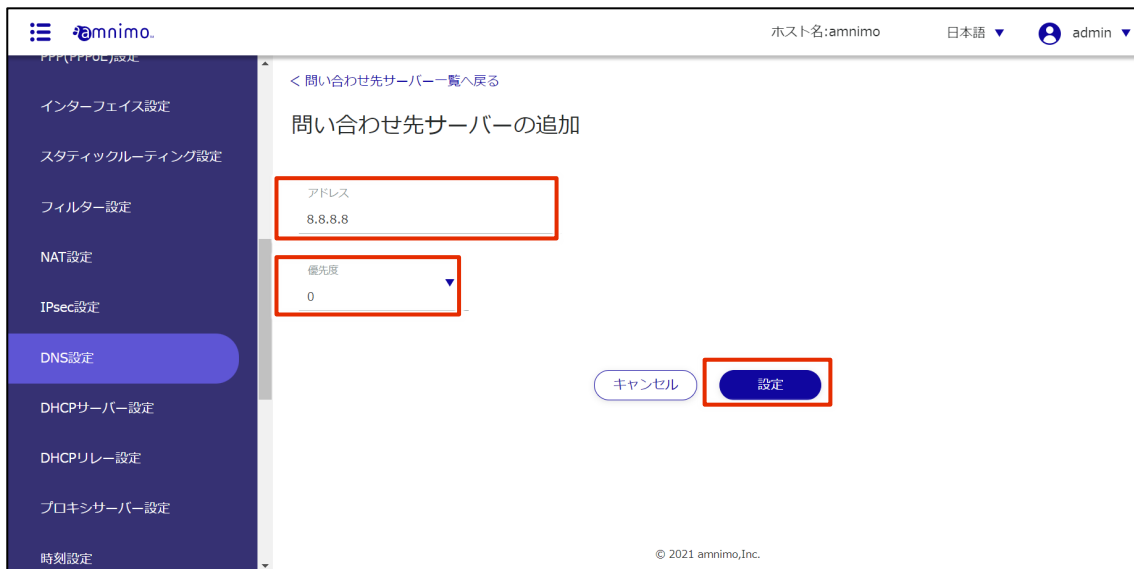 amnimo
ホスト名:amnimo
日本語
admin
PPP(PPPoE)設定
インターフェイス設定
スタティックルーティング設定
フィルター設定
NAT設定
IPsec設定
DNS設定
DHCPサーバー設定
DHCPリレー設定
プロキシサーバー設定
時刻設定
< 問い合わせ先サーバー一覧へ戻る
問い合わせ先サーバーの追加
アドレス
8.8.8.8
優先度
0
キャンセル
設定
© 2021 amnimo,Inc.